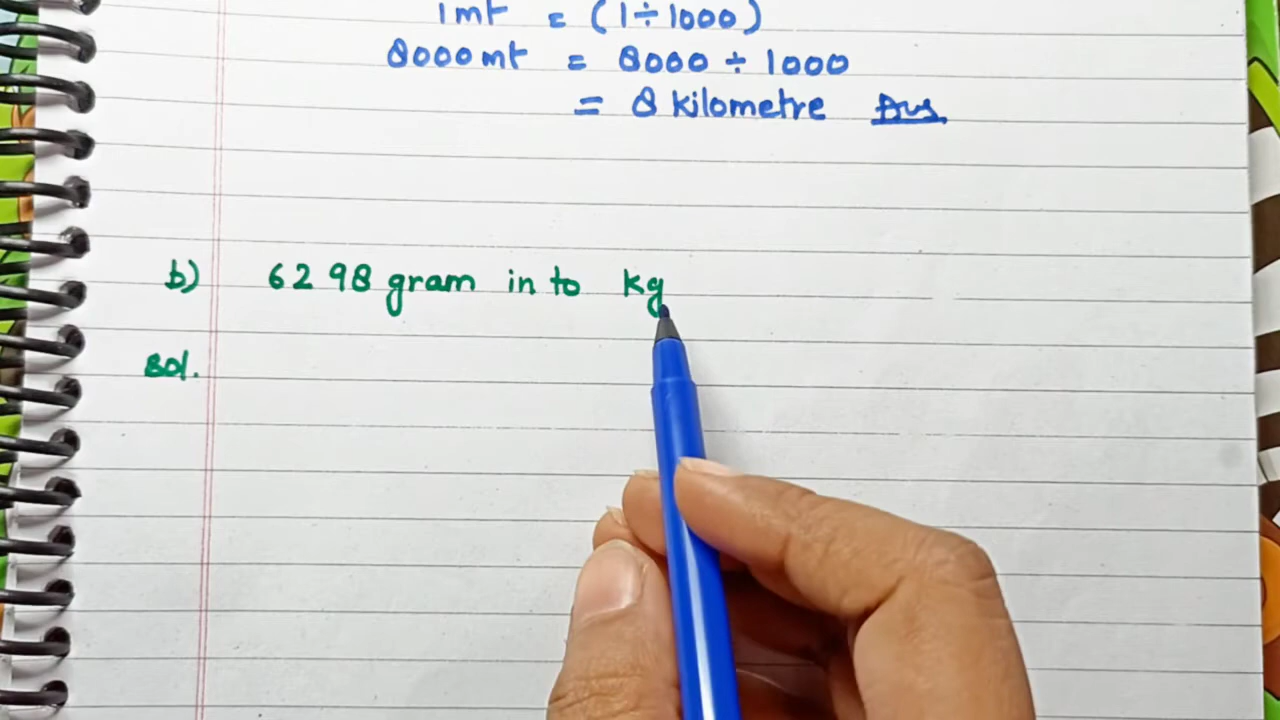 1mt = (1÷1000)
8000mt = 8000 ÷ 1000
= 8 kilometre Ans.
b) 6298 gram in to kg
Sol.